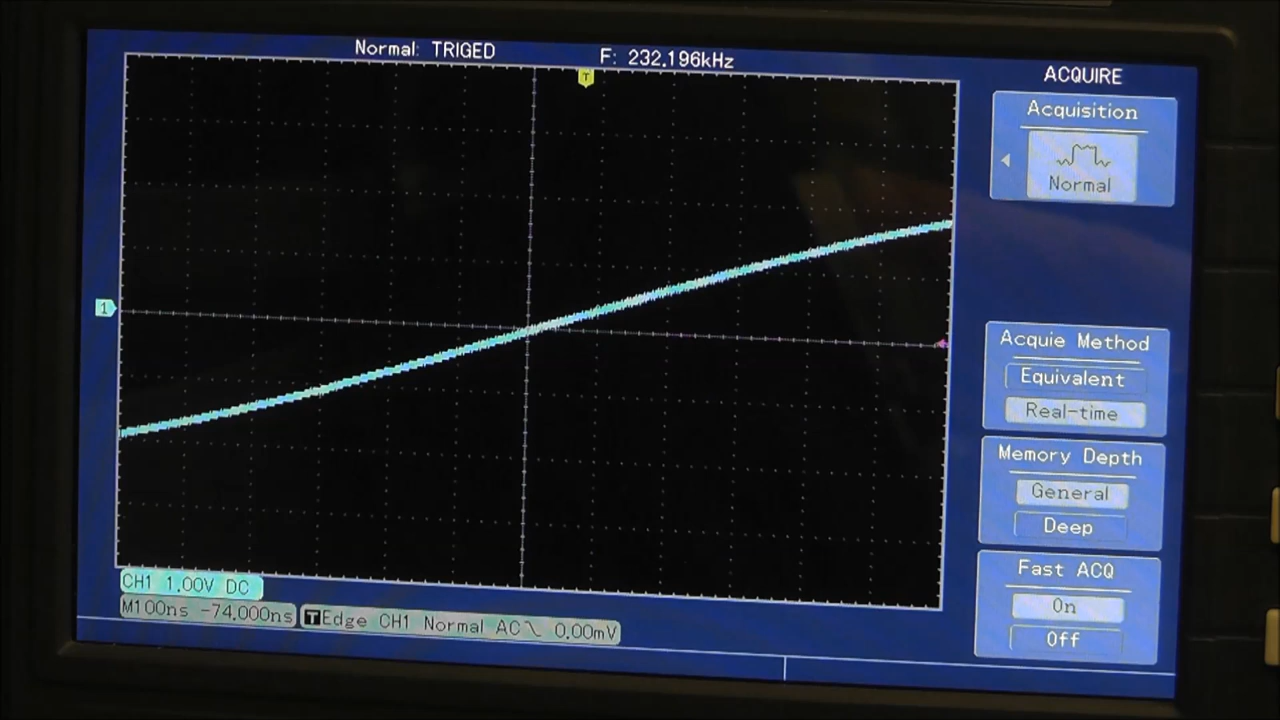 Normal: TRIGED F: 232.196kHz
T
ACQUIRE
Acquisition
Normal
1
Acquie Method
Equivalent
Real-time
Memory Depth
General
Deep
Fast ACQ
On
Off
CH1 1.00V DC
M100ns -74.000ns T Edge CH1 Normal AC 0.00mV